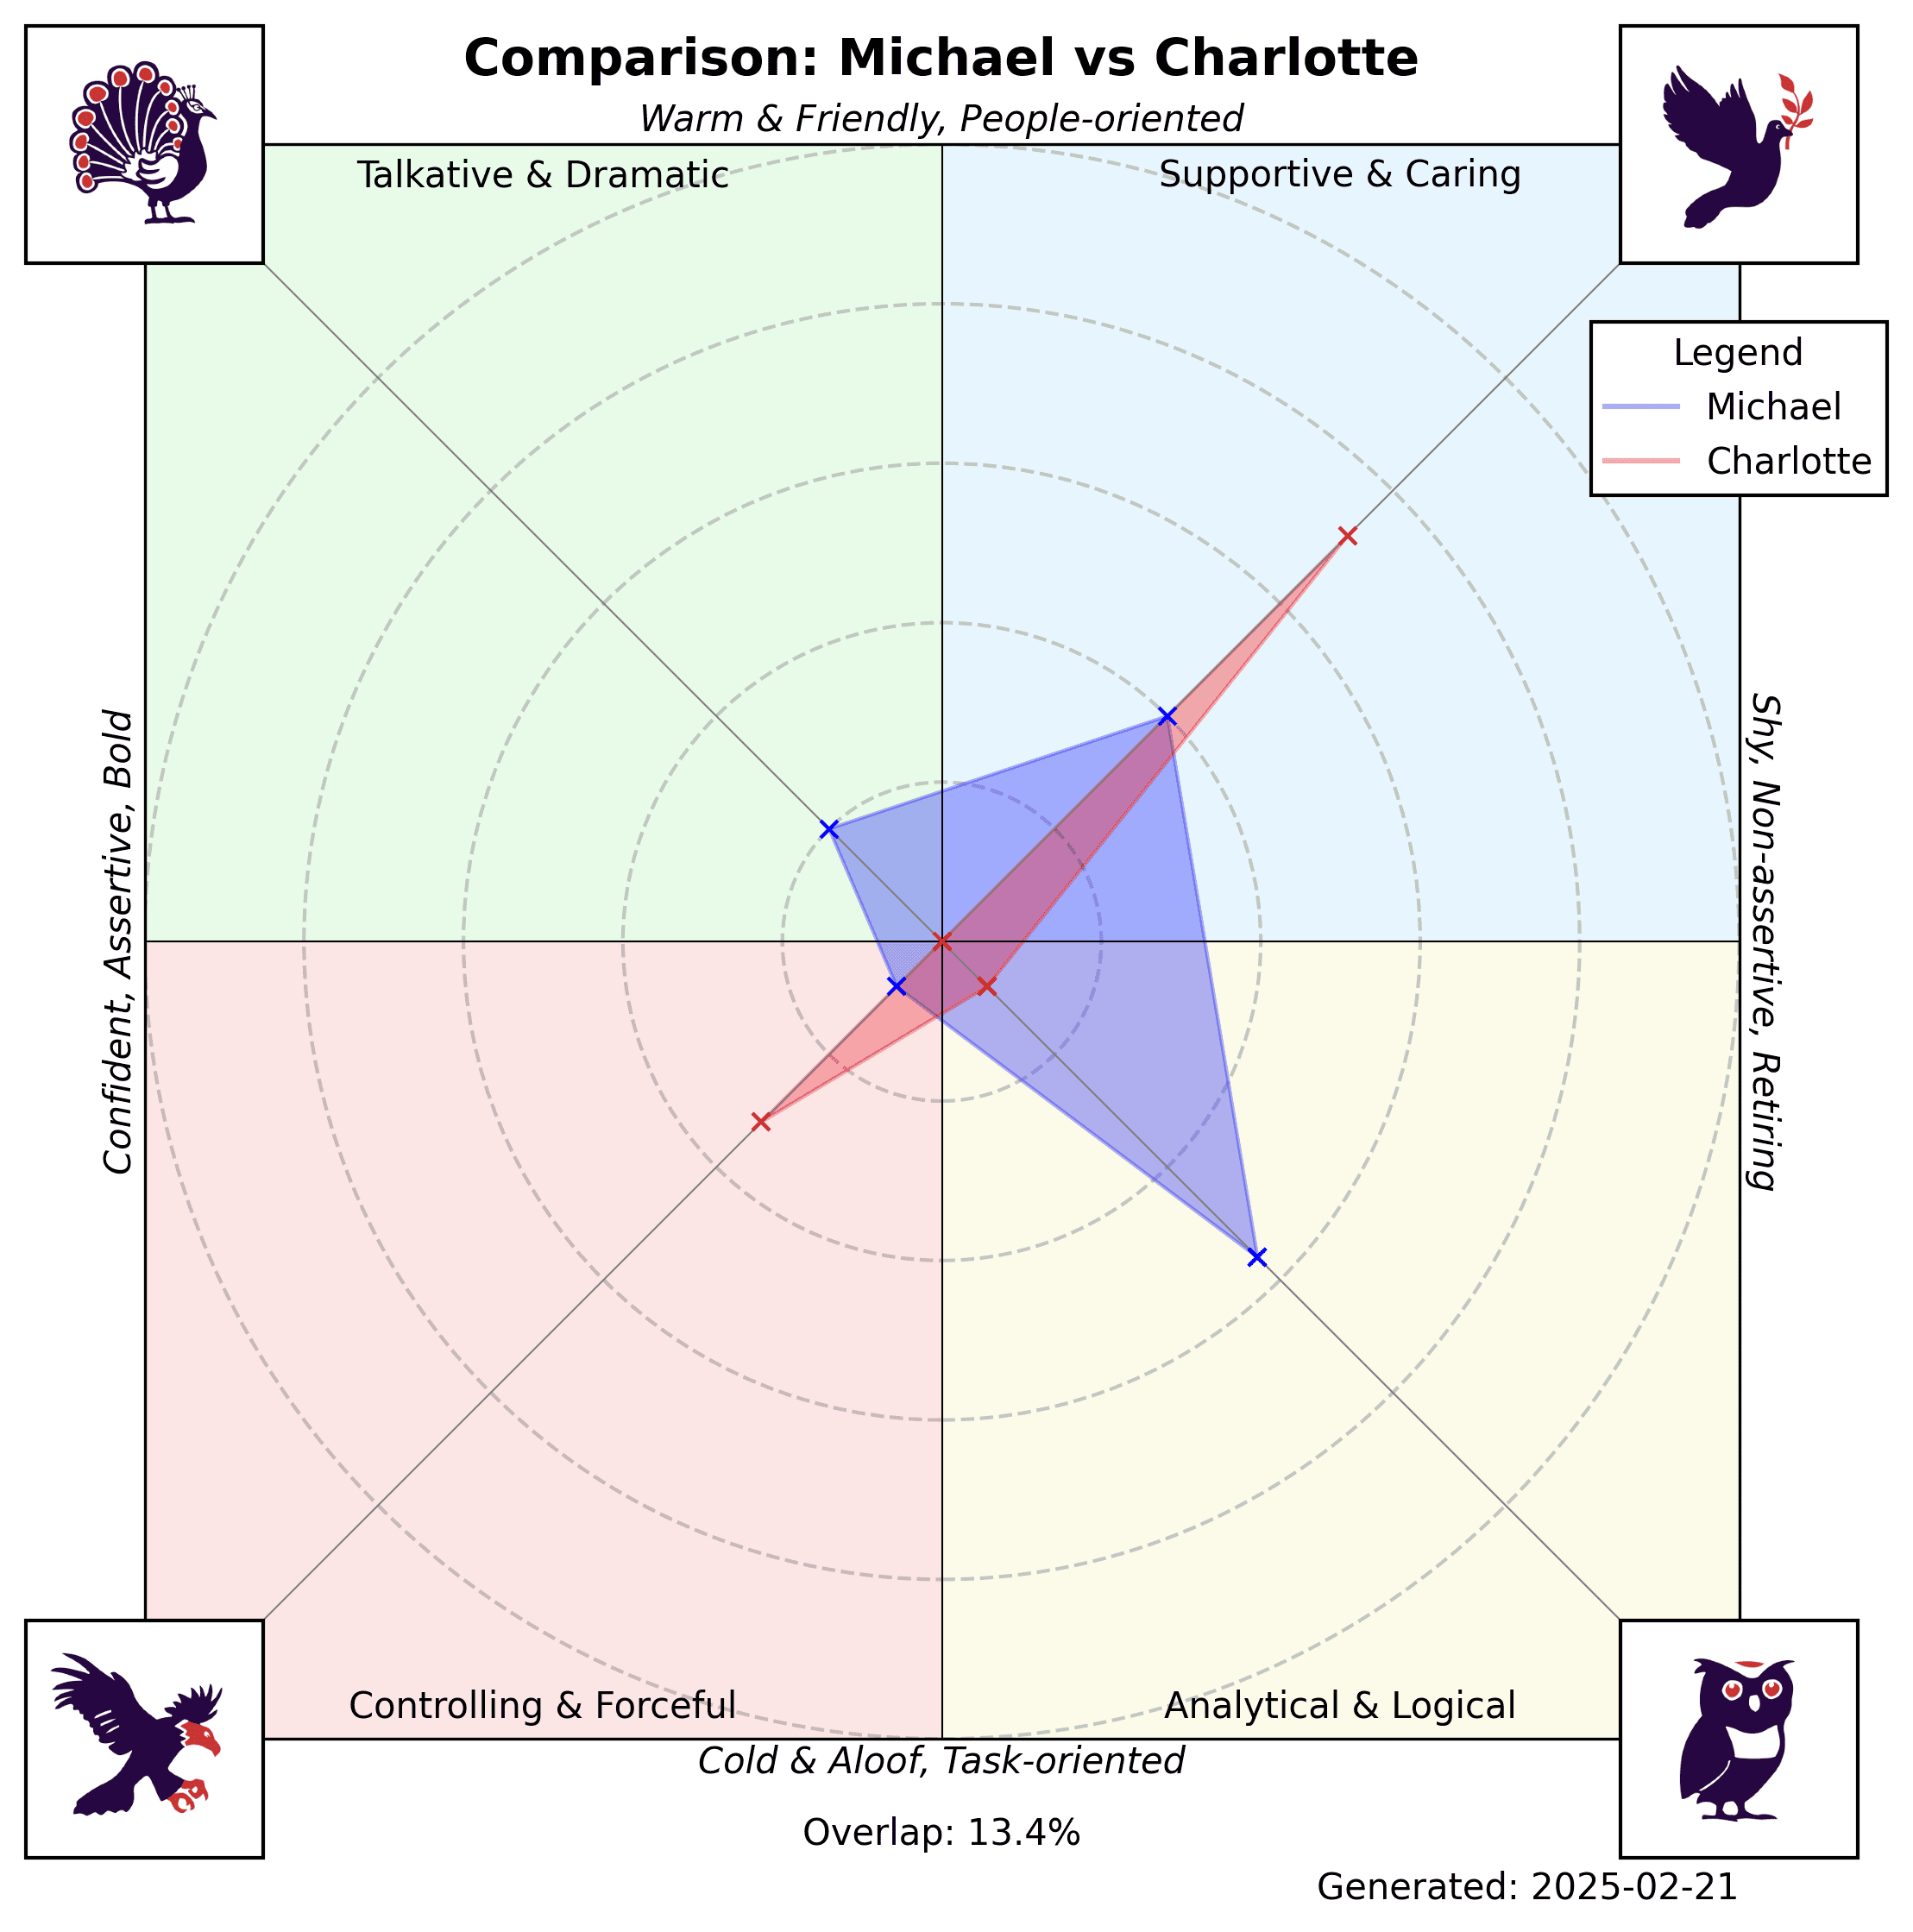 Comparison: Michael vs Charlotte
Warm & Friendly, People-oriented
Talkative & Dramatic
Supportive & Caring
Legend
Michael
Charlotte
Confident, Assertive, Bold
Shy, Non-assertive, Retiring
Controlling & Forceful
Analytical & Logical
Cold & Aloof, Task-oriented
Overlap: 13.4%
Generated: 2025-02-21